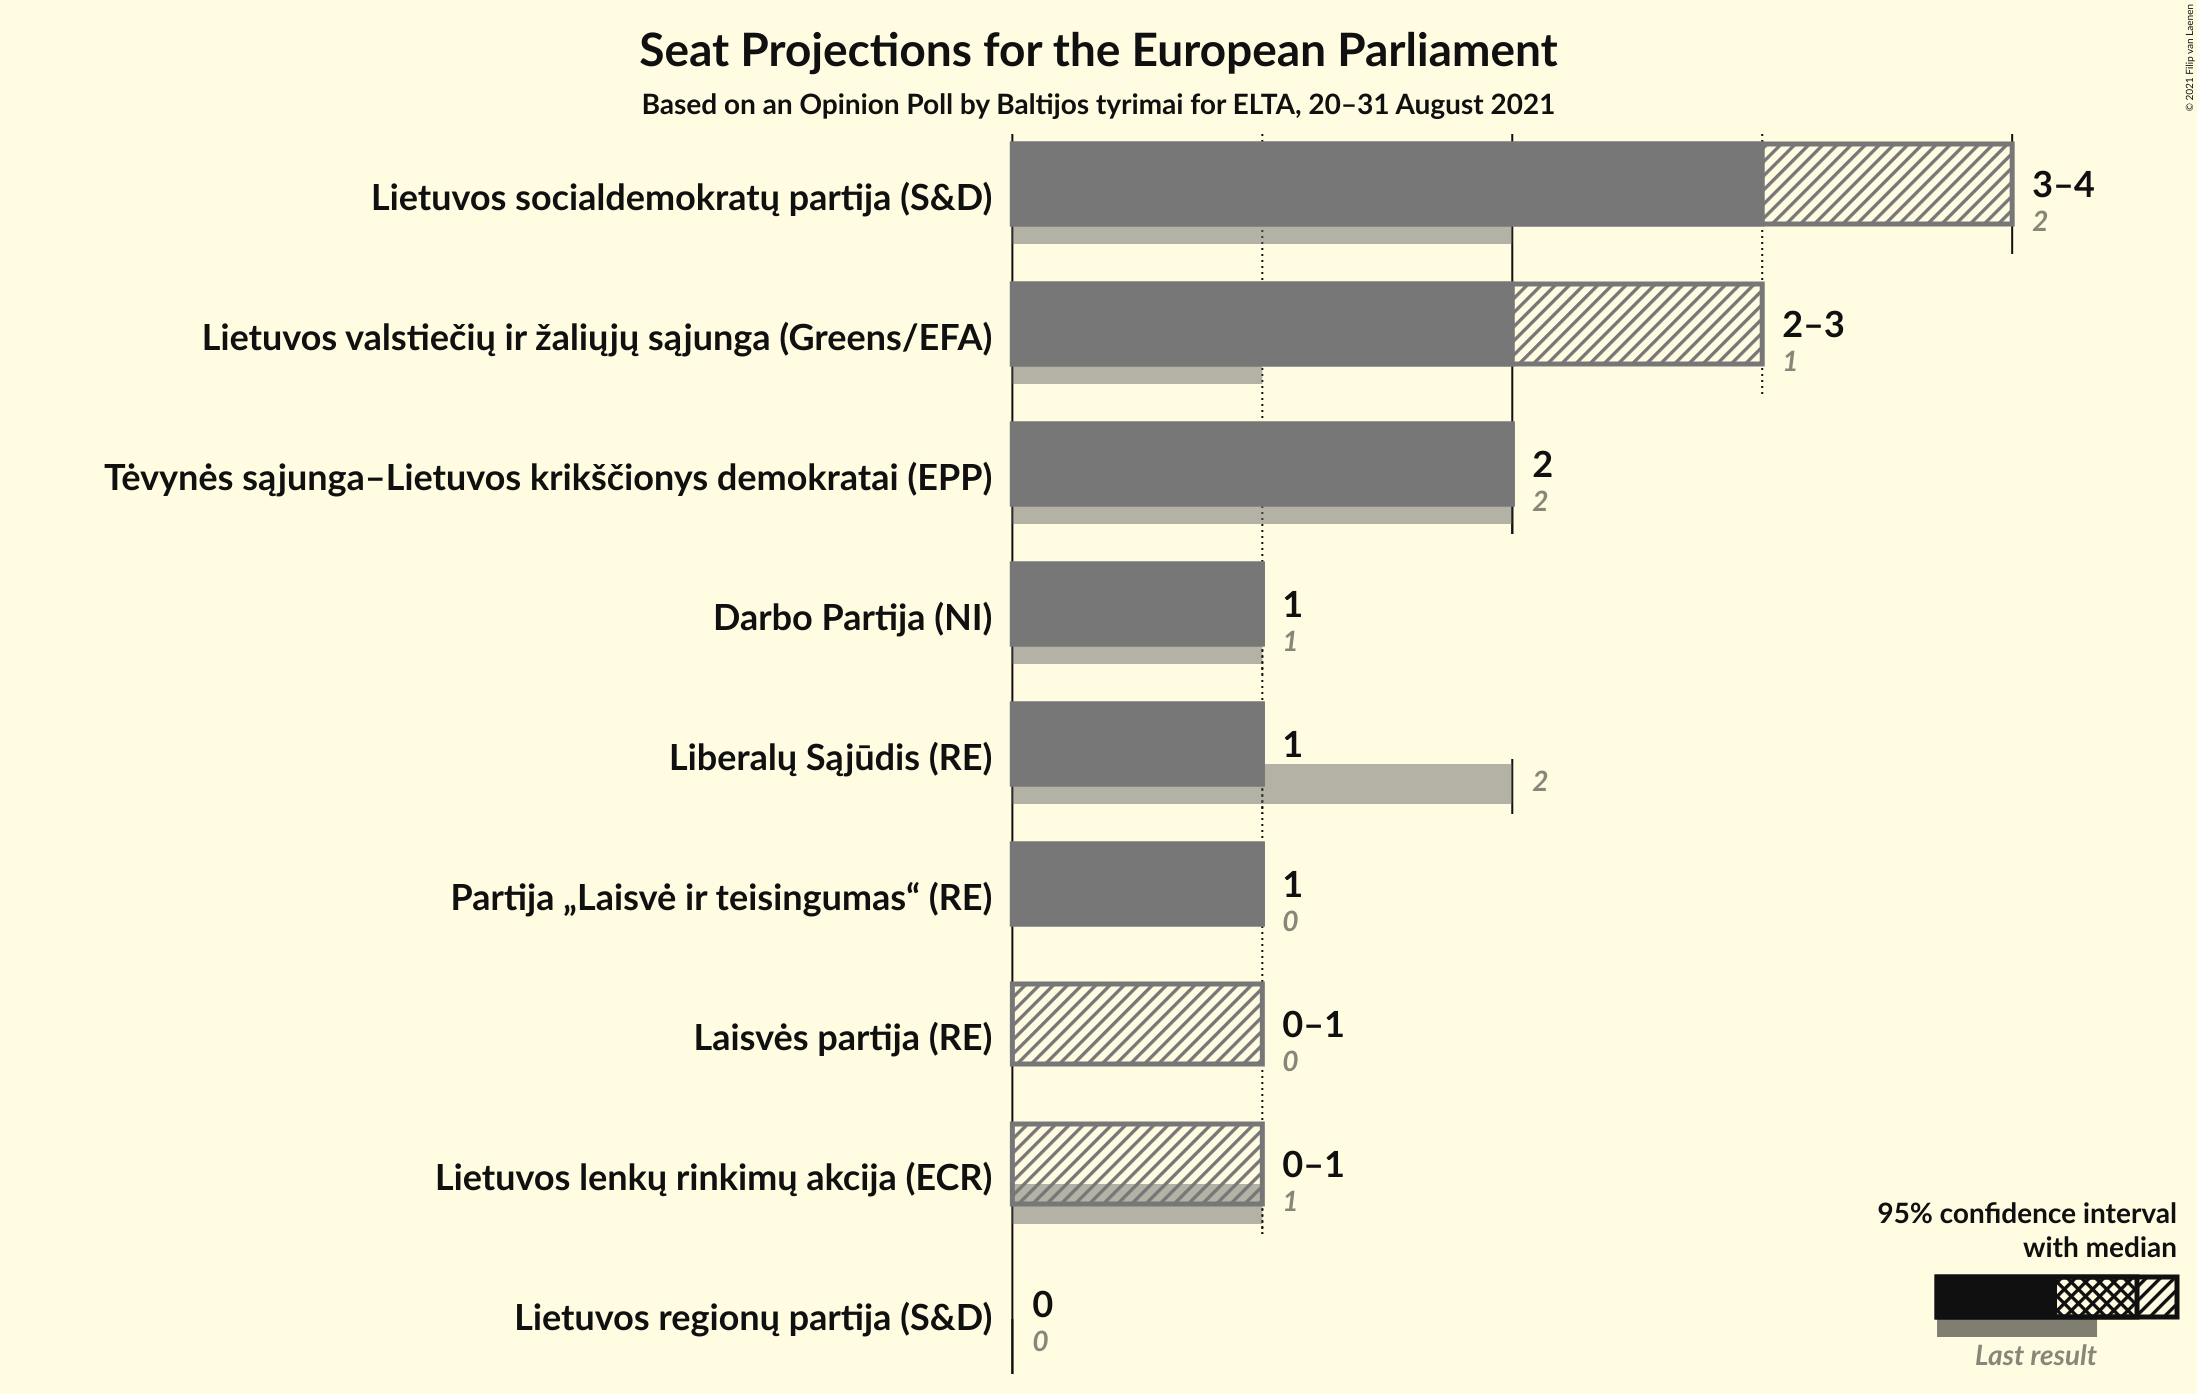 Seat Projections for the European Parliament
Based on an Opinion Poll by Baltijos tyrimai for ELTA, 20–31 August 2021
© 2021 Filip van Laenen
Lietuvos socialdemokratų partija (S&D)
3–4
2
Lietuvos valstiečių ir žaliųjų sąjunga (Greens/EFA)
2–3
1
Tėvynės sąjunga–Lietuvos krikščionys demokratai (EPP)
2
2
Darbo Partija (NI)
1
1
Liberalų Sąjūdis (RE)
1
2
Partija „Laisvė ir teisingumas“ (RE)
1
0
Laisvės partija (RE)
0–1
0
Lietuvos lenkų rinkimų akcija (ECR)
0–1
1
Lietuvos regionų partija (S&D)
0
0
95% confidence interval
with median
Last result